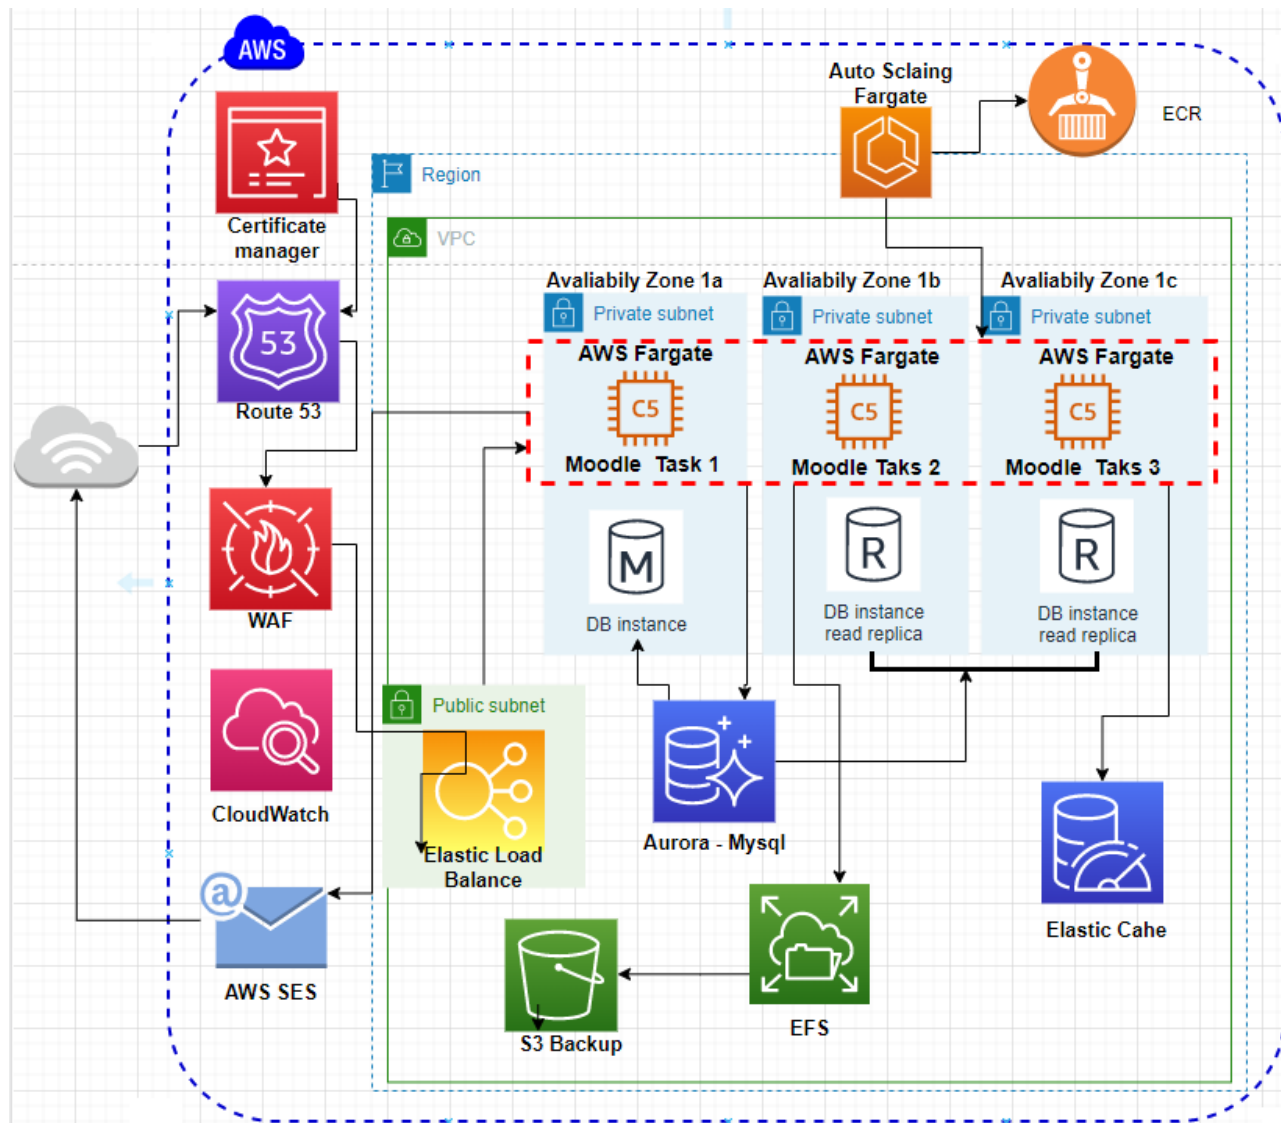 AWS
Auto Sclaing
Fargate
ECR
Certificate
manager
Region
VPC
Avaliabily Zone 1a
Avaliabily Zone 1b
Avaliabily Zone 1c
Private subnet
Private subnet
Private subnet
53
Route 53
AWS Fargate
AWS Fargate
AWS Fargate
C5
C5
C5
Moodle Task 1
Moodle Taks 2
Moodle Taks 3
M
R
R
DB instance
DB instance
read replica
DB instance
read replica
WAF
Public subnet
CloudWatch
Elastic Load
Balance
Aurora - Mysql
Elastic Cahe
@
AWS SES
S3 Backup
EFS